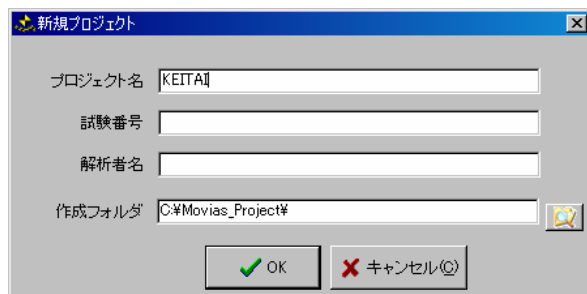 新規プロジェクト
プロジェクト名 KEITAI
試験番号
解析者名
作成フォルダ C:¥Movias_Project¥
OK キャンセル(C)